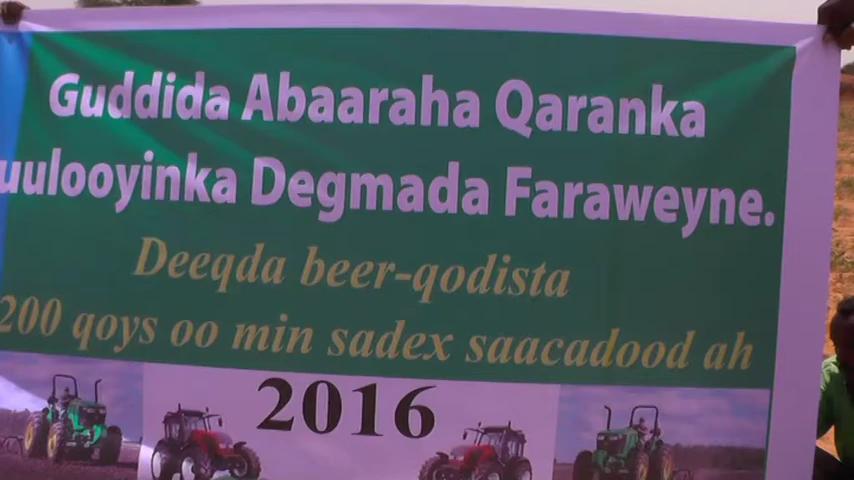 Guddida Abaaraha Qaranka
uulooyinka Degmada Faraweyne.
Deeqda beer-qodista
200 qoys oo min sadex saacadood ah
2016